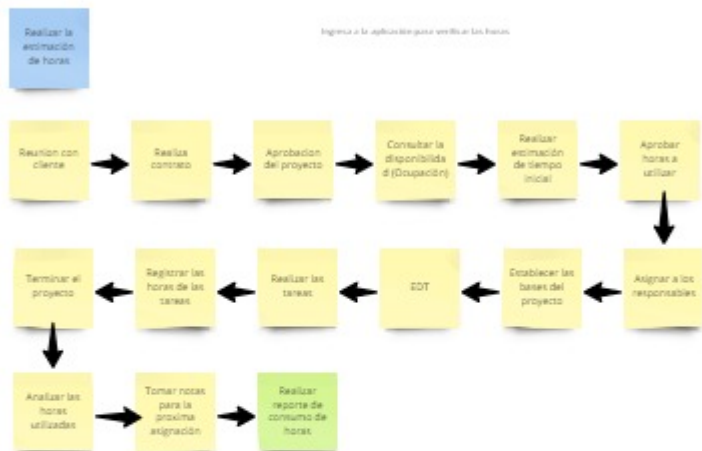 Realizar la
estimación
de horas
Ingresa a la aplicación para verificar las horas
Reunion con
cliente
Realiza
contrato
Aprobacion
del proyecto
Consultar la
disponibilida
d (Ocupación)
Realizar
estimación
de tiempo
inicial
Aprobar
horas a
utilizar
Terminar el
proyecto
Registrar las
horas de las
tareas
Realizar las
tareas
EDT
Establecer las
bases del
proyecto
Asignar a los
responsables
Analizar las
horas
utilizadas
Tomar notas
para la
proxima
asignación
Realizar
reporte de
consumo de
horas